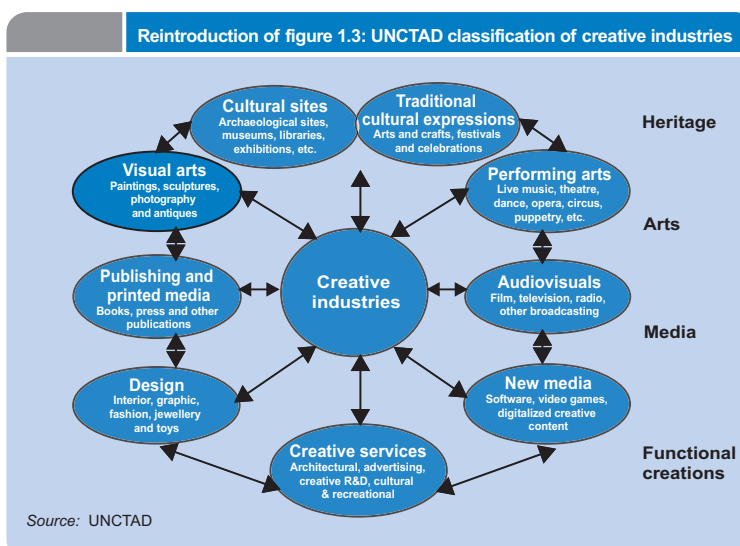 Reintroduction of figure 1.3: UNCTAD classification of creative industries
Cultural sites
Archaeological sites,
museums, libraries,
exhibitions, etc.
Traditional
cultural expressions
Arts and crafts, festivals
and celebrations
Heritage
Visual arts
Paintings, sculptures,
photography
and antiques
Performing arts
Live music, theatre,
dance, opera, circus,
puppetry, etc.
Arts
Publishing and
printed media
Books, press and other
publications
Creative
industries
Audiovisuals
Film, television, radio,
other broadcasting
Media
Design
Interior, graphic,
fashion, jewellery
and toys
New media
Software, video games,
digitalized creative
content
Creative services
Architectural, advertising,
creative R&D, cultural
& recreational
Functional
creations
Source: UNCTAD